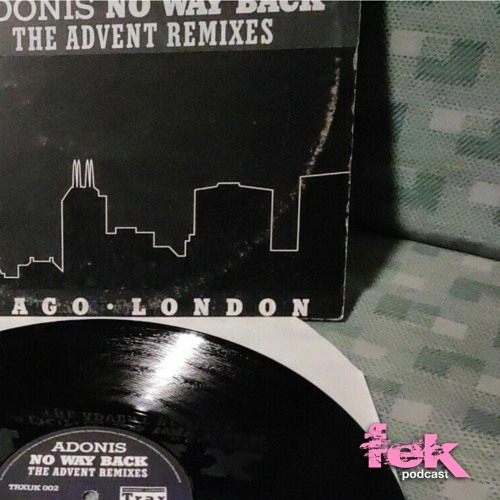 DONIS NO WAY BACK
THE ADVENT REMIXES
AGO · LONDON
ADONIS
NO WAY BACK
THE ADVENT REMIXES
TRXUK 002
Trax
fek
podcast